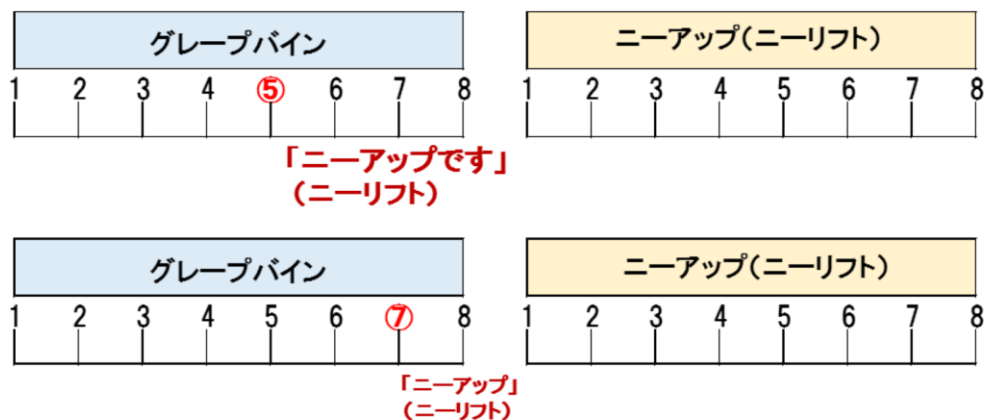 グレープバイン ニーアップ(ニーリフト)
1 2 3 4 ⑤ 6 7 8 1 2 3 4 5 6 7 8
「ニーアップです」
(ニーリフト)
グレープバイン ニーアップ(ニーリフト)
1 2 3 4 5 6 ⑦ 8 1 2 3 4 5 6 7 8
「ニーアップ」
(ニーリフト)